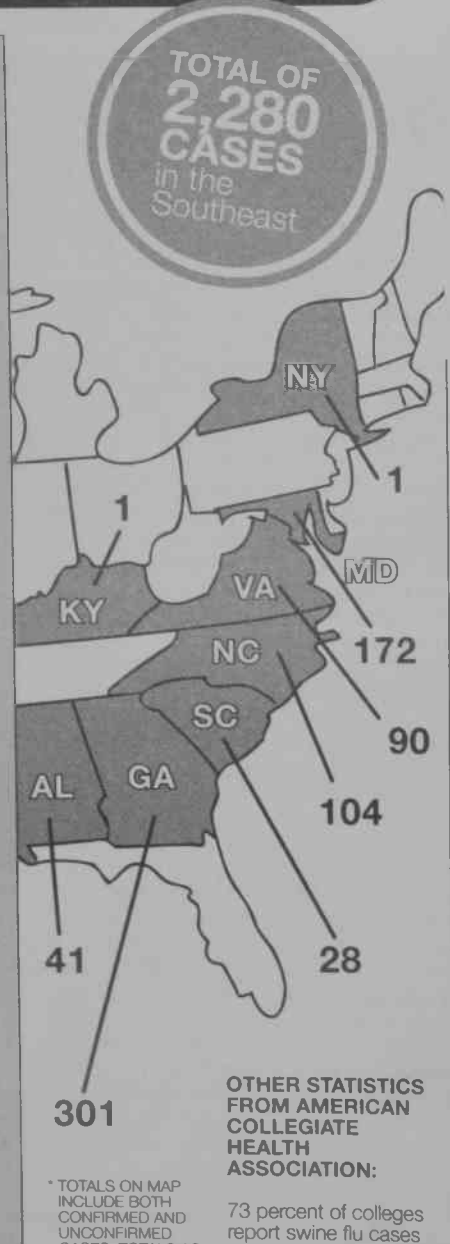 TOTAL OF
2,280
CASES
in the
Southeast
NY
1
1
MD
KY
VA
172
NC
90
SC
104
AL
GA
41
28
301
OTHER STATISTICS
FROM AMERICAN
COLLEGIATE
HEALTH
ASSOCIATION:
* TOTALS ON MAP
INCLUDE BOTH
CONFIRMED AND
UNCONFIRMED
73 percent of colleges
report swine flu cases